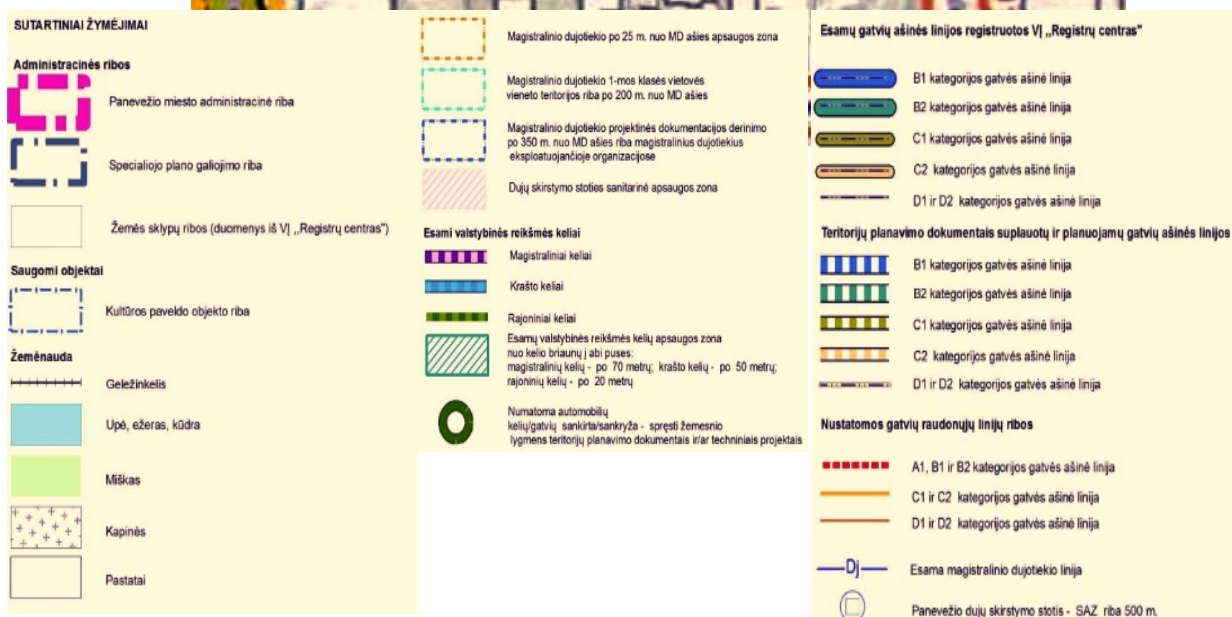 SUTARTINIAI ŽYMĖJIMAI
Administracinės ribos
Panevėžio miesto administracinė riba
Specialiojo plano galiojimo riba
Žemės sklypų ribos (duomenys iš VĮ ,,Registrų centras")
Saugomi objektai
Kultūros paveldo objekto riba
Žemėnauda
Geležinkelis
Upė, ežeras, kūdra
Miškas
Kapinės
Pastatai
Magistralinio dujotiekio po 25 m. nuo MD ašies apsaugos zona
Magistralinio dujotiekio 1-mos klasės vietovės
vieneto teritorijos riba po 200 m. nuo MD ašies
Magistralinio dujotiekio projektinės dokumentacijos derinimo
po 350 m. nuo MD ašies riba magistralinius dujotiekius
eksploatuojančioje organizacijose
Dujų skirstymo stoties sanitarinė apsaugos zona
Esami valstybinės reikšmės keliai
Magistraliniai keliai
Krašto keliai
Rajoniniai keliai
Esamų valstybinės reikšmės kelių apsaugos zona
nuo kelio briaunų į abi puses:
magistralinių kelių - po 70 metrų; krašto kelių - po 50 metrų;
rajoninių kelių - po 20 metrų
Numatoma automobilių
kelių/gatvių sankirta/sankryža - spręsti žemesnio
lygmens teritorijų planavimo dokumentais ir/ar techniniais projektais
Esamų gatvių ašinės linijos registruotos VĮ ,,Registrų centras"
B1 kategorijos gatvės ašinė linija
B2 kategorijos gatvės ašinė linija
C1 kategorijos gatvės ašinė linija
C2 kategorijos gatvės ašinė linija
D1 ir D2 kategorijos gatvės ašinė linija
Teritorijų planavimo dokumentais suplauotų ir planuojamų gatvių ašinės linijos
B1 kategorijos gatvės ašinė linija
B2 kategorijos gatvės ašinė linija
C1 kategorijos gatvės ašinė linija
C2 kategorijos gatvės ašinė linija
D1 ir D2 kategorijos gatvės ašinė linija
Nustatomos gatvių raudonųjų linijų ribos
A1, B1 ir B2 kategorijos gatvės ašinė linija
C1 ir C2 kategorijos gatvės ašinė linija
D1 ir D2 kategorijos gatvės ašinė linija
Dj Esama magistralinio dujotiekio linija
Panevėžio dujų skirstymo stotis - SAZ riba 500 m.